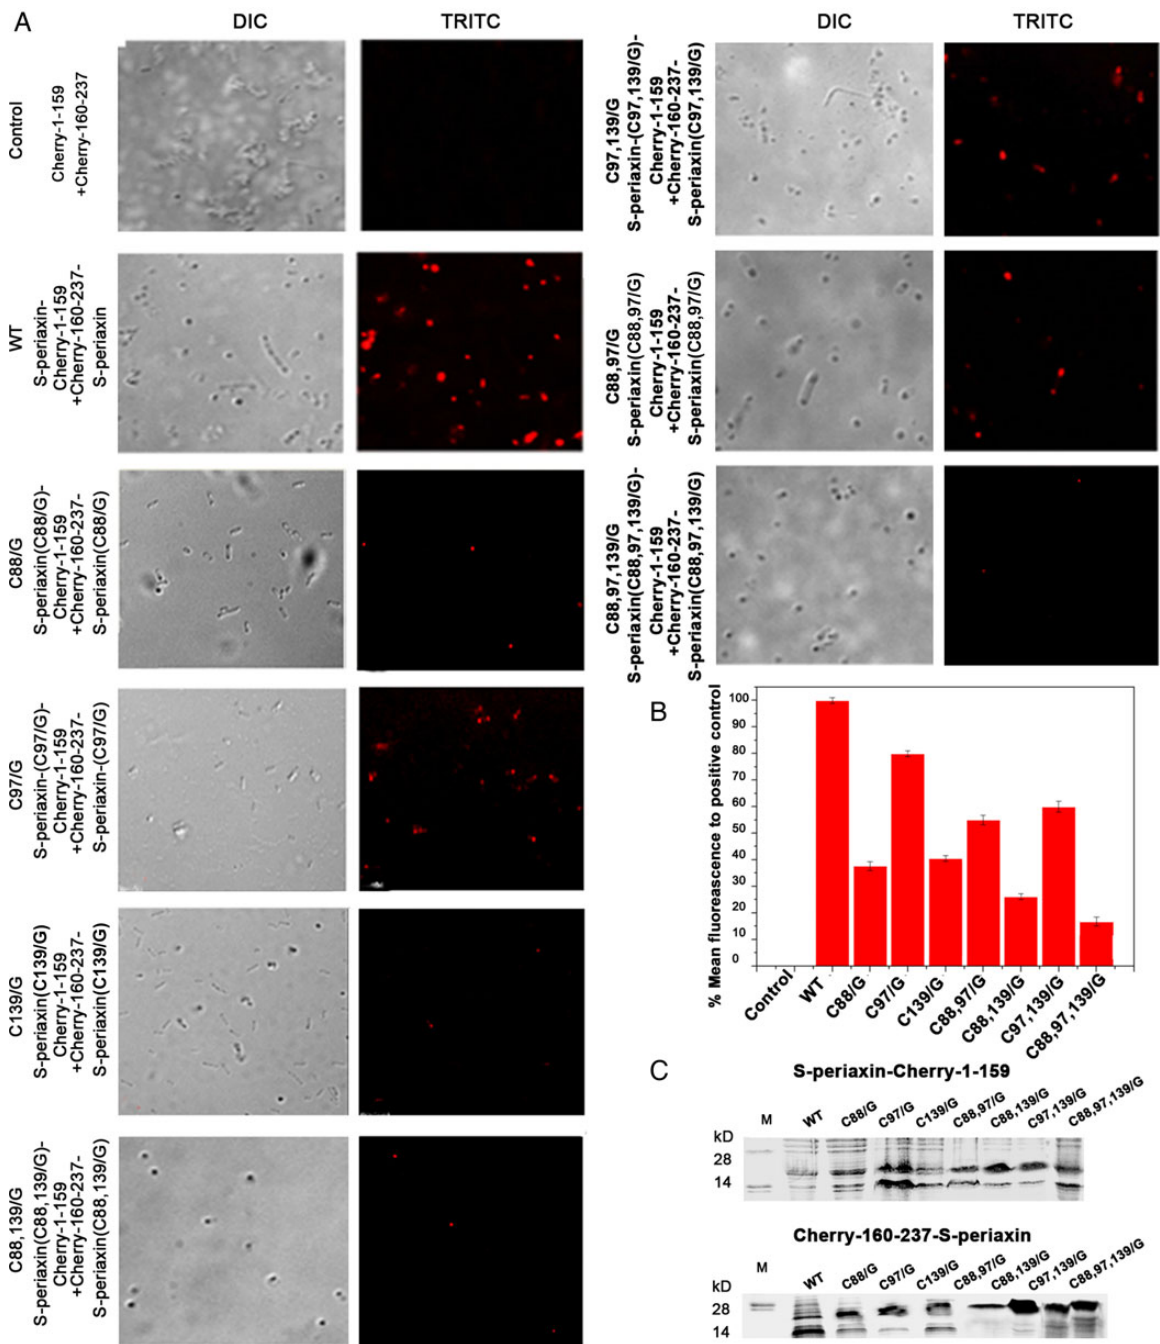 A
DIC
TRITC
Control
Cherry-1-159
+Cherry-160-237
WT
S-periaxin-
Cherry-1-159
+Cherry-160-237-
S-periaxin
C88/G
S-periaxin(C88/G)-
Cherry-1-159
+Cherry-160-237-
S-periaxin(C88/G)
C97/G
S-periaxin-(C97/G)-
Cherry-1-159
+Cherry-160-237-
S-periaxin-(C97/G)
C139/G
S-periaxin(C139/G)
Cherry-1-159
+Cherry-160-237-
S-periaxin(C139/G)
C88,139/G
S-periaxin(C88,139/G)-
Cherry-1-159
+Cherry-160-237-
S-periaxin(C88,139/G)
DIC
TRITC
C97,139/G
S-periaxin-(C97,139/G)-
Cherry-1-159
+Cherry-160-237-
S-periaxin(C97,139/G)
C88,97/G
S-periaxin(C88,97/G)
Cherry-1-159
+Cherry-160-237-
S-periaxin(C88,97/G)
C88,97,139/G
S-periaxin(C88,97,139/G)-
Cherry-1-159
+Cherry-160-237-
S-periaxin(C88,97,139/G)
B
% Mean fluoreascence to positive control
100
80
60
40
20
0
Control
WT
C88/G
C97/G
C139/G
C88,97/G
C88,139/G
C97,139/G
C88,97,139/G
C
S-periaxin-Cherry-1-159
M WT C88/G C97/G C139/G C88,97/G C88,139/G C97,139/G C88,97,139/G
kD
28
14
Cherry-160-237-S-periaxin
M WT C88/G C97/G C139/G C88,97/G C88,139/G C97,139/G C88,97,139/G
kD
28
14